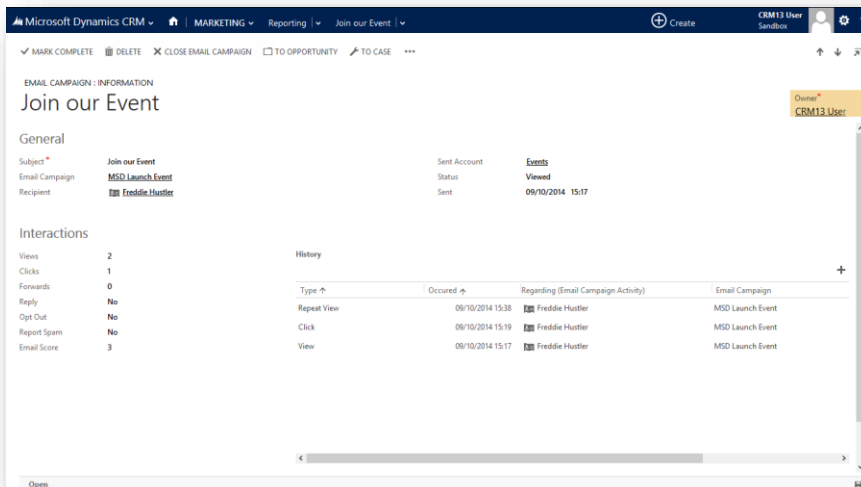 Microsoft Dynamics CRM MARKETING Reporting Join our Event Create CRM13 User
Sandbox
MARK COMPLETE DELETE CLOSE EMAIL CAMPAIGN TO OPPORTUNITY TO CASE •••
EMAIL CAMPAIGN : INFORMATION
Join our Event
Owner*
CRM13 User
General
Subject* Join our Event Sent Account Events
Email Campaign MSD Launch Event Status Viewed
Recipient Freddie Hustler Sent 09/10/2014 15:17
Interactions
Views 2 History
Clicks 1
Forwards 0 Type Occured Regarding (Email Campaign Activity) Email Campaign
Reply No Repeat View 09/10/2014 15:38 Freddie Hustler MSD Launch Event
Opt Out No Click 09/10/2014 15:19 Freddie Hustler MSD Launch Event
Report Spam No
Email Score 3 View 09/10/2014 15:17 Freddie Hustler MSD Launch Event
Open